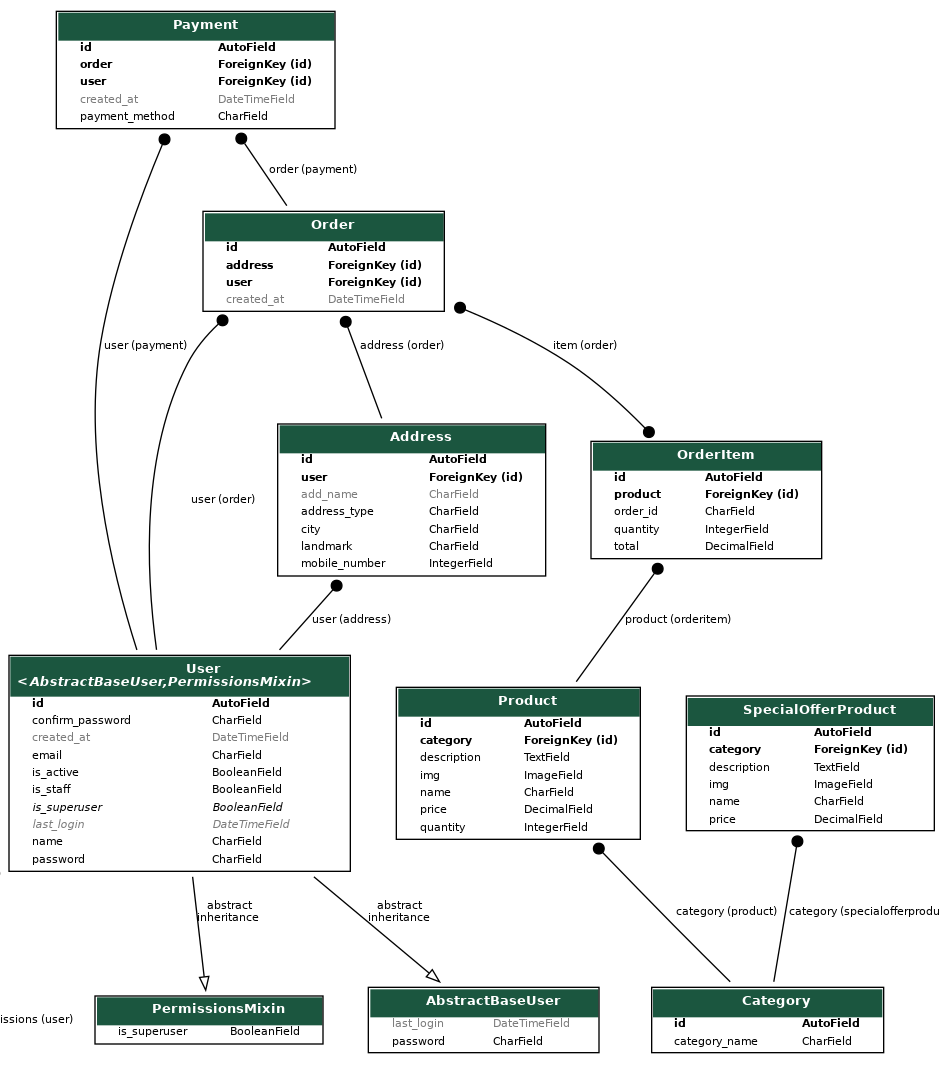 Payment
id AutoField
order ForeignKey (id)
user ForeignKey (id)
created_at DateTimeField
payment_method CharField
order (payment)
Order
id AutoField
address ForeignKey (id)
user ForeignKey (id)
created_at DateTimeField
user (payment)
address (order)
item (order)
Address
id AutoField
user ForeignKey (id)
add_name CharField
address_type CharField
city CharField
landmark CharField
mobile_number IntegerField
OrderItem
id AutoField
product ForeignKey (id)
order_id CharField
quantity IntegerField
total DecimalField
user (order)
user (address)
product (orderitem)
User
<AbstractBaseUser,PermissionsMixin>
id AutoField
confirm_password CharField
created_at DateTimeField
email CharField
is_active BooleanField
is_staff BooleanField
is_superuser BooleanField
last_login DateTimeField
name CharField
password CharField
Product
id AutoField
category ForeignKey (id)
description TextField
img ImageField
name CharField
price DecimalField
quantity IntegerField
SpecialOfferProduct
id AutoField
category ForeignKey (id)
description TextField
img ImageField
name CharField
price DecimalField
abstract
inheritance
abstract
inheritance
category (product)
category (specialofferprodu
issions (user)
PermissionsMixin
is_superuser BooleanField
AbstractBaseUser
last_login DateTimeField
password CharField
Category
id AutoField
category_name CharField